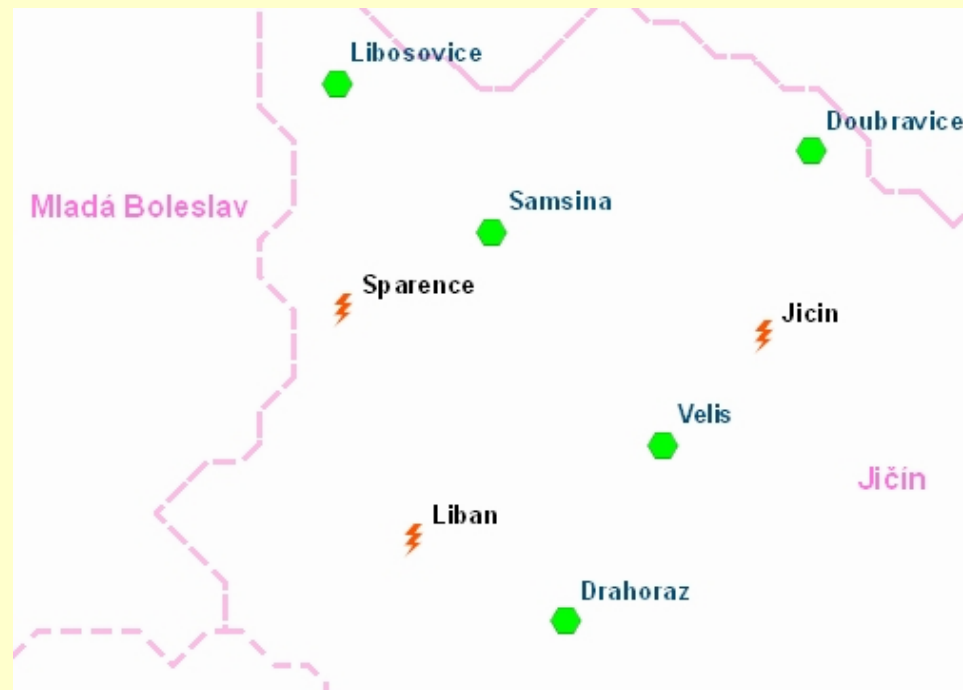 Libosovice
Doubravice
Mladá Boleslav
Samsina
Sparence
Jicin
Velis
Jičín
Liban
Drahoraz